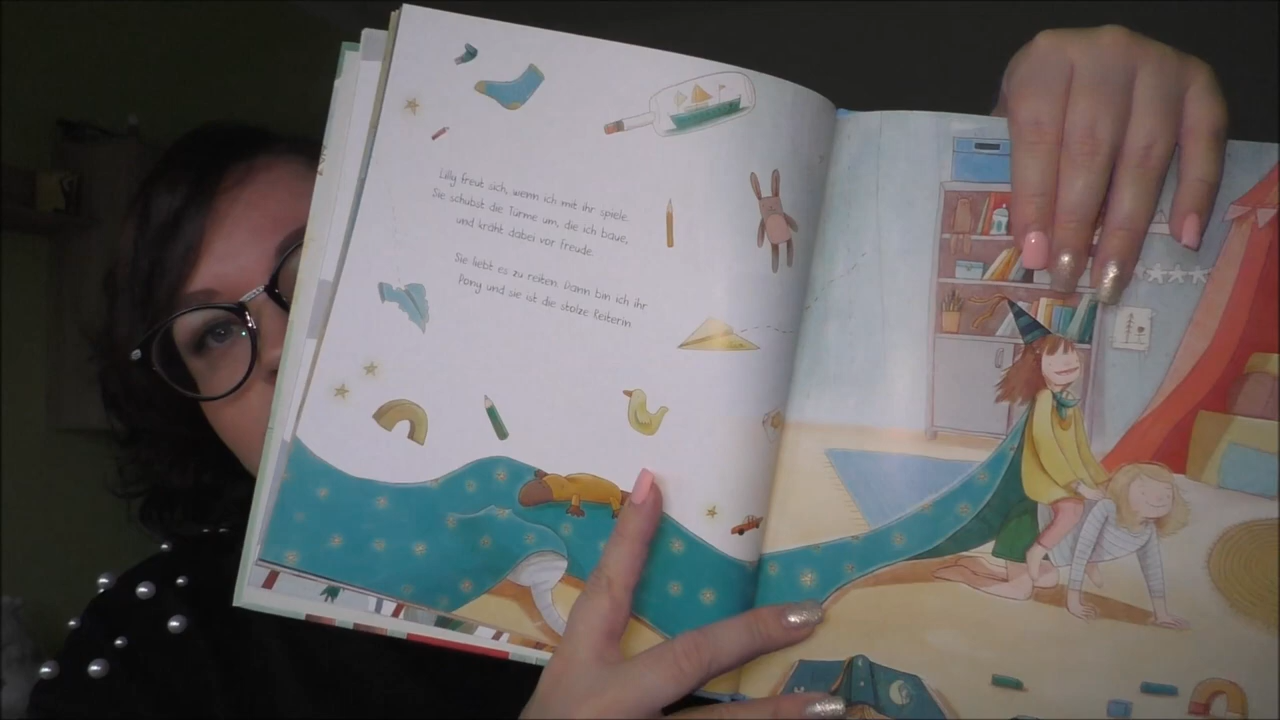 Lilly freut sich, wenn ich mit ihr spiele.
Sie schubst die Türme um, die ich baue,
und kräht dabei vor Freude.
Sie liebt es zu reiten. Dann bin ich ihr
Pony und sie ist die stolze Reiterin.